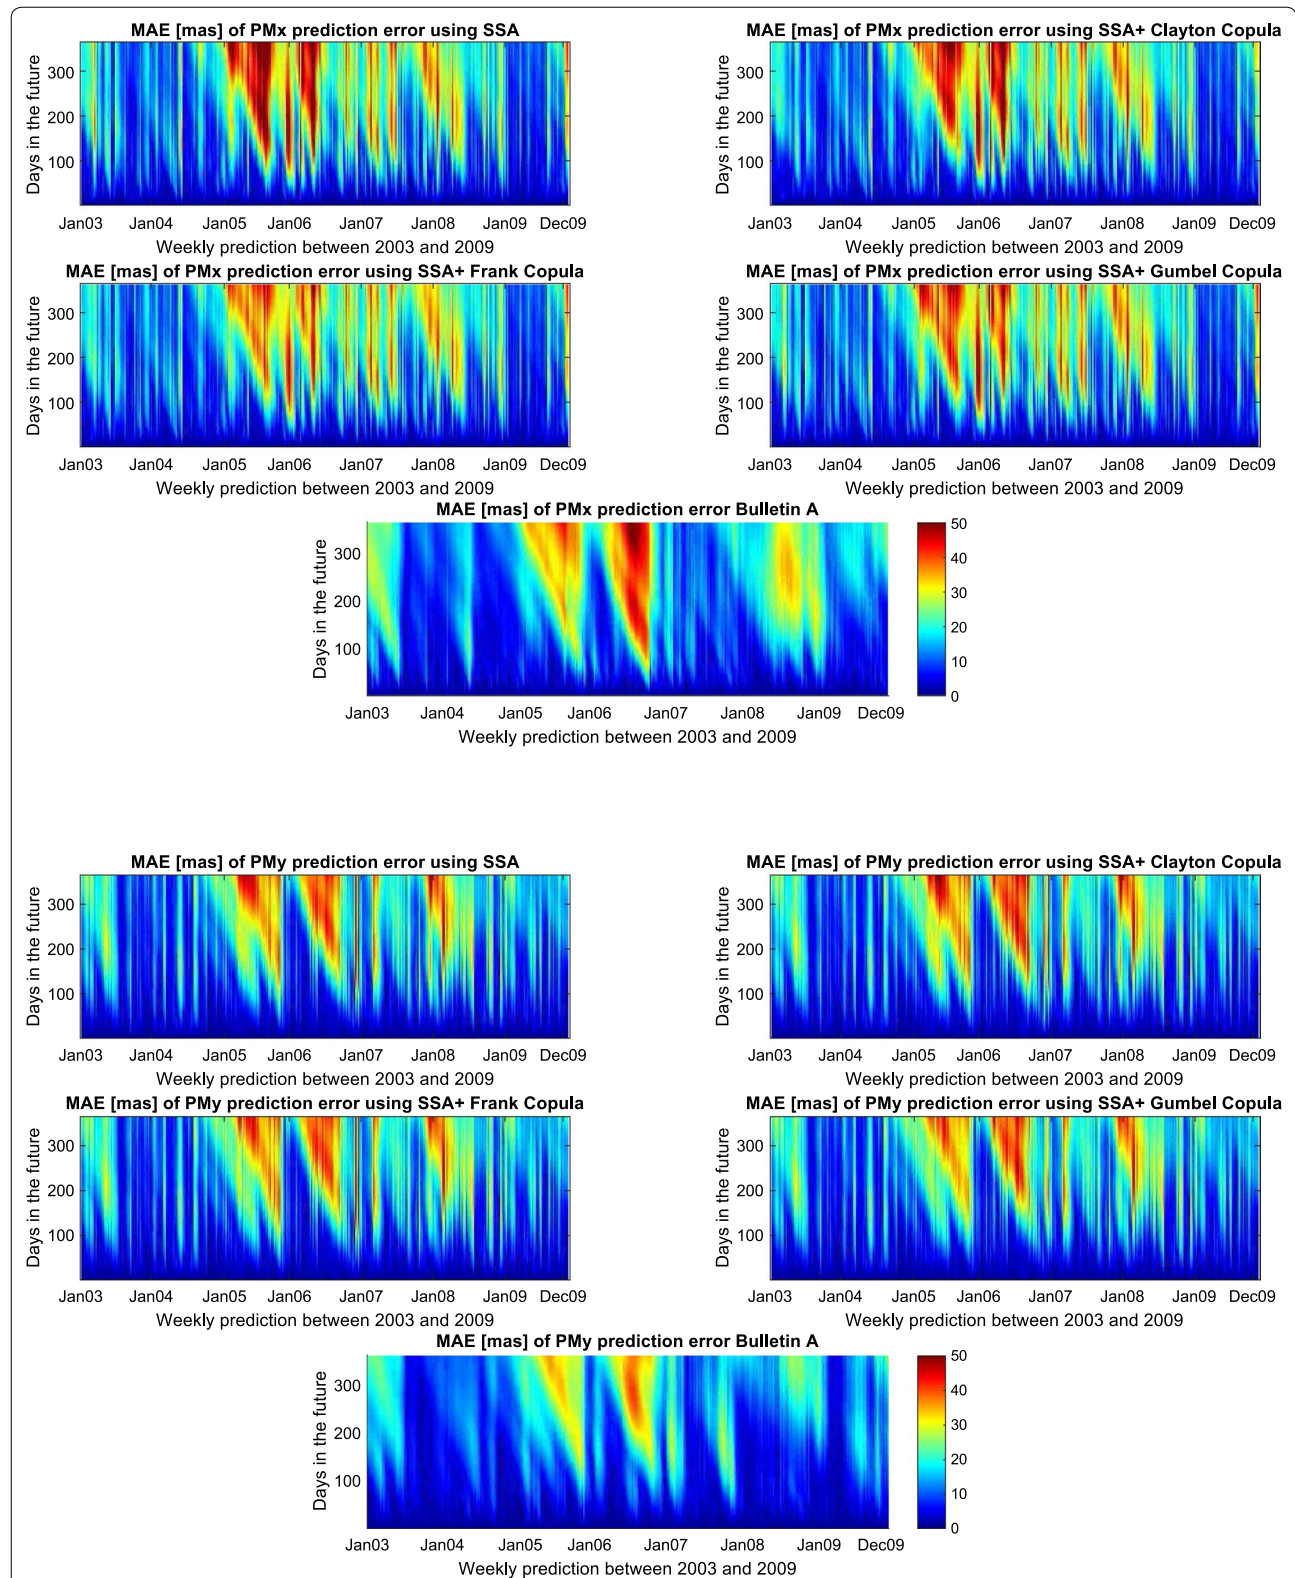 MAE [mas] of PMx prediction error using SSA
Days in the future
300
200
100
Jan03 Jan04 Jan05 Jan06 Jan07 Jan08 Jan09 Dec09
Weekly prediction between 2003 and 2009
MAE [mas] of PMx prediction error using SSA+ Clayton Copula
Days in the future
300
200
100
Jan03 Jan04 Jan05 Jan06 Jan07 Jan08 Jan09 Dec09
Weekly prediction between 2003 and 2009
MAE [mas] of PMx prediction error using SSA+ Frank Copula
Days in the future
300
200
100
Jan03 Jan04 Jan05 Jan06 Jan07 Jan08 Jan09 Dec09
Weekly prediction between 2003 and 2009
MAE [mas] of PMx prediction error using SSA+ Gumbel Copula
Days in the future
300
200
100
Jan03 Jan04 Jan05 Jan06 Jan07 Jan08 Jan09 Dec09
Weekly prediction between 2003 and 2009
MAE [mas] of PMx prediction error Bulletin A
Days in the future
300
200
100
Jan03 Jan04 Jan05 Jan06 Jan07 Jan08 Jan09 Dec09
Weekly prediction between 2003 and 2009
50
40
30
20
10
0
MAE [mas] of PMy prediction error using SSA
Days in the future
300
200
100
Jan03 Jan04 Jan05 Jan06 Jan07 Jan08 Jan09 Dec09
Weekly prediction between 2003 and 2009
MAE [mas] of PMy prediction error using SSA+ Clayton Copula
Days in the future
300
200
100
Jan03 Jan04 Jan05 Jan06 Jan07 Jan08 Jan09 Dec09
Weekly prediction between 2003 and 2009
MAE [mas] of PMy prediction error using SSA+ Frank Copula
Days in the future
300
200
100
Jan03 Jan04 Jan05 Jan06 Jan07 Jan08 Jan09 Dec09
Weekly prediction between 2003 and 2009
MAE [mas] of PMy prediction error using SSA+ Gumbel Copula
Days in the future
300
200
100
Jan03 Jan04 Jan05 Jan06 Jan07 Jan08 Jan09 Dec09
Weekly prediction between 2003 and 2009
MAE [mas] of PMy prediction error Bulletin A
Days in the future
300
200
100
Jan03 Jan04 Jan05 Jan06 Jan07 Jan08 Jan09 Dec09
Weekly prediction between 2003 and 2009
50
40
30
20
10
0